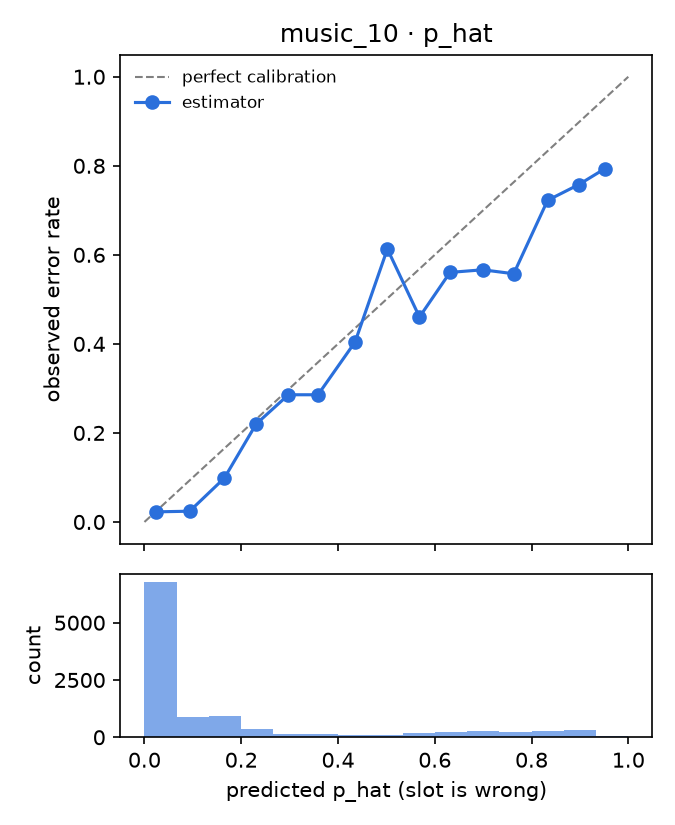 music_10 · p_hat
perfect calibration
estimator
1.0
0.8
0.6
0.4
0.2
0.0
observed error rate
5000
2500
0
count
0.0 0.2 0.4 0.6 0.8 1.0
predicted p_hat (slot is wrong)